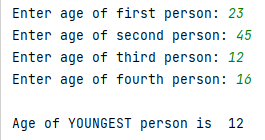 Enter age of first person: 23
Enter age of second person: 45
Enter age of third person: 12
Enter age of fourth person: 16
Age of YOUNGEST person is  12